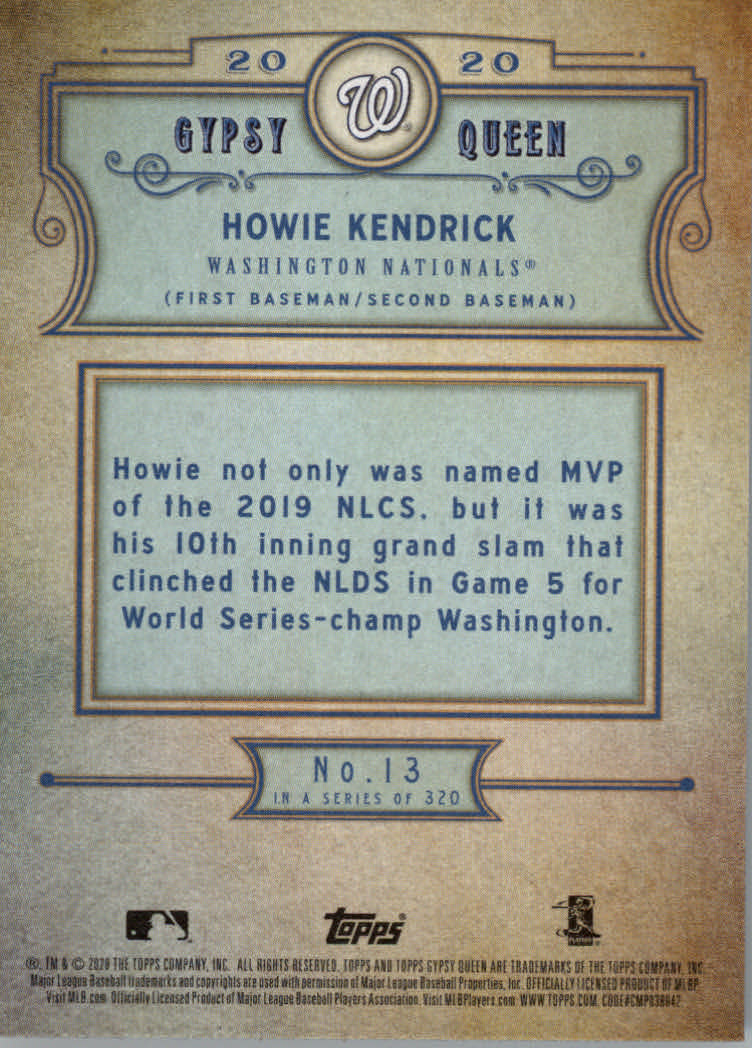 20 20
W
GYPSY QUEEN
HOWIE KENDRICK
WASHINGTON NATIONALS®
(FIRST BASEMAN/SECOND BASEMAN)
Howie not only was named MVP
of the 2019 NLCS, but it was
his 10th inning grand slam that
clinched the NLDS in Game 5 for
World Series-champ Washington.
No.13
IN A SERIES OF 320
topps®
®, TM & © 2020 THE TOPPS COMPANY, INC. ALL RIGHTS RESERVED. TOPPS AND TOPPS GYPSY QUEEN ARE TRADEMARKS OF THE TOPPS COMPANY, INC.
Major League Baseball trademarks and copyrights are used with permission of Major League Baseball Properties, Inc. OFFICIALLY LICENSED PRODUCT OF MLBP.
Visit MLB.com. Officially Licensed Product of Major League Baseball Players Association. Visit MLBPlayers.com. WWW.TOPPS.COM.